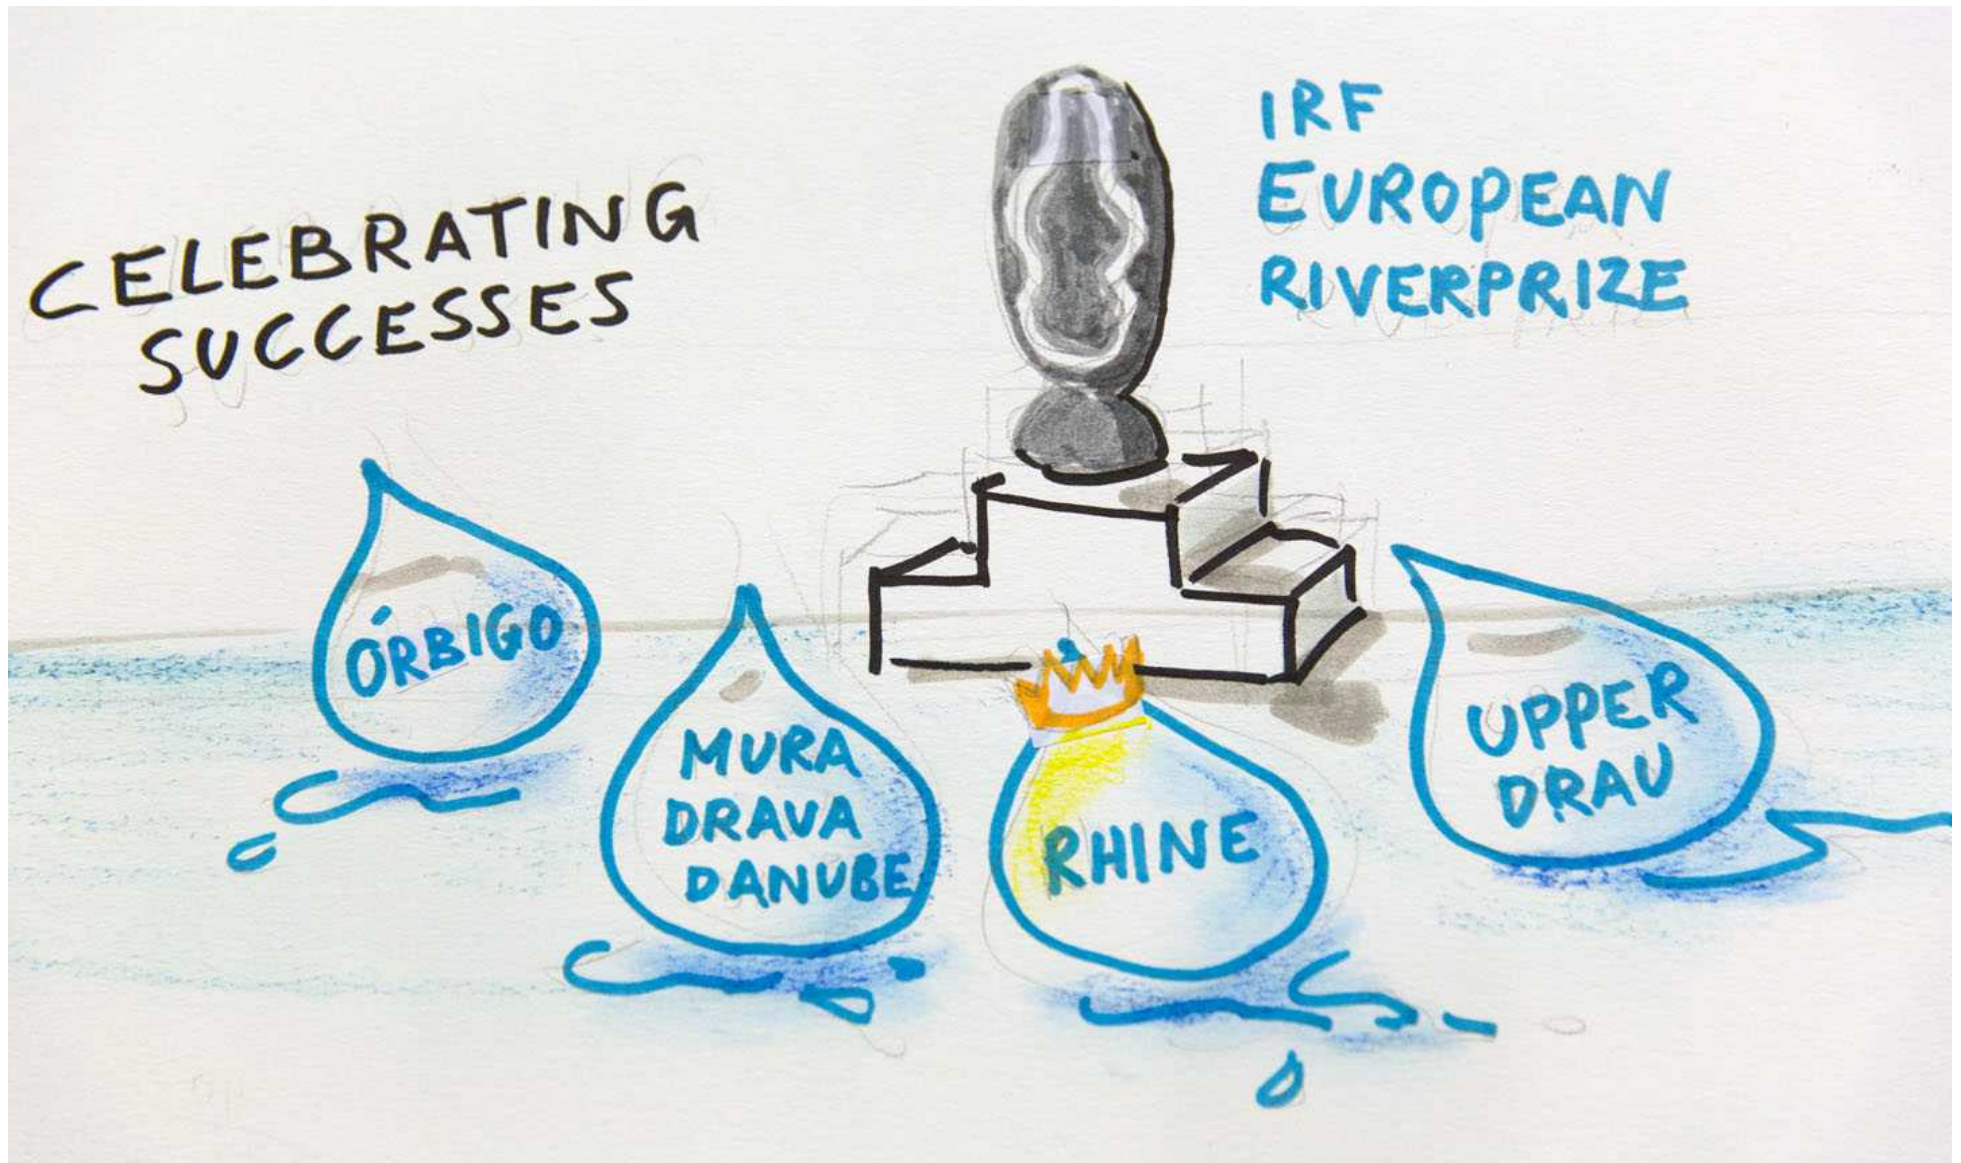 CELEBRATING
SUCCESSES
IRF
EUROPEAN
RIVERPRIZE
ÓRBIGO
MURA
DRAVA
DANUBE
RHINE
UPPER
DRAU